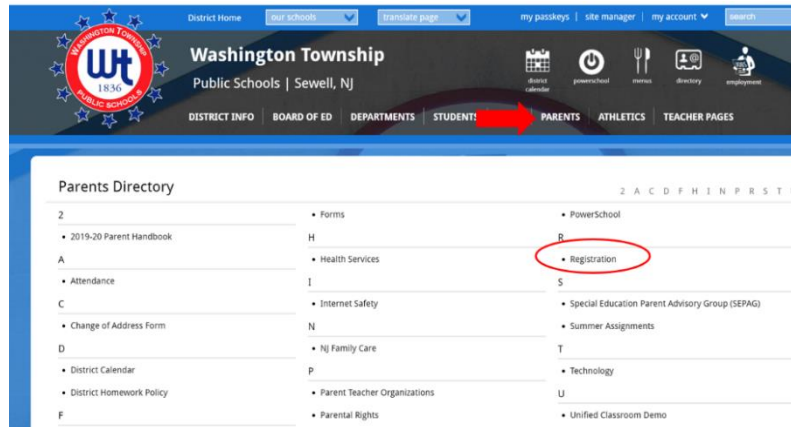 District Home our schools translate page my passkeys | site manager | my account search
WASHINGTON TOWNSHIP
Wt
1836
PUBLIC SCHOOLS
Washington Township
Public Schools | Sewell, NJ
district calendar powerschool menus directory employment
DISTRICT INFO BOARD OF ED DEPARTMENTS STUDENTS PARENTS ATHLETICS TEACHER PAGES
Parents Directory
2 A C D F H I N P R S T
2
• 2019-20 Parent Handbook
A
• Attendance
C
• Change of Address Form
D
• District Calendar
• District Homework Policy
F
• Forms
H
• Health Services
I
• Internet Safety
N
• NJ Family Care
P
• Parent Teacher Organizations
• Parental Rights
• PowerSchool
R
• Registration
S
• Special Education Parent Advisory Group (SEPAG)
• Summer Assignments
T
• Technology
U
• Unified Classroom Demo